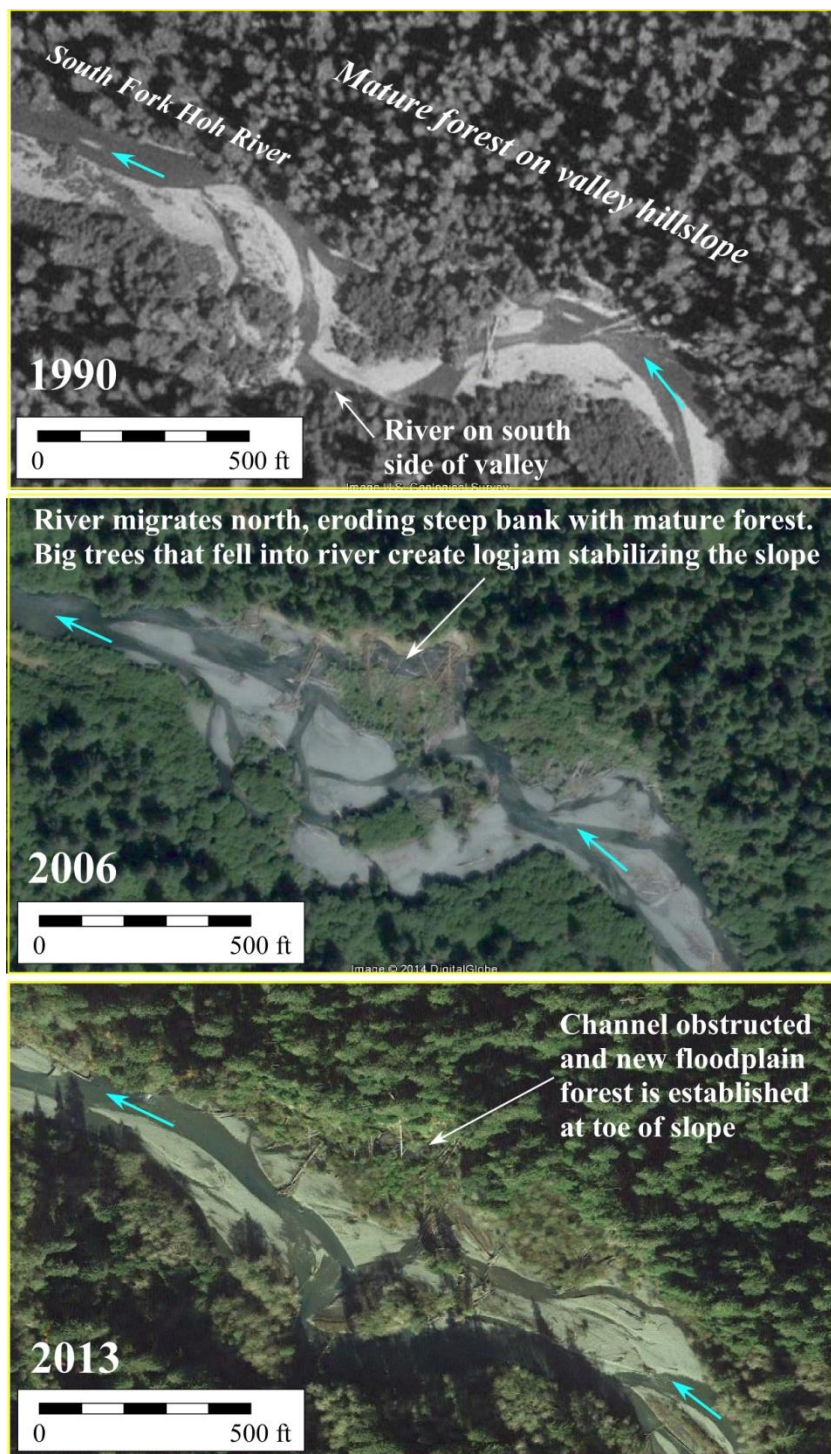 South Fork Hoh River
Mature forest on valley hillslope
1990
River on south
side of valley
0 500 ft
Image U.S. Geological Survey
River migrates north, eroding steep bank with mature forest.
Big trees that fell into river create logjam stabilizing the slope
2006
0 500 ft
Image © 2014 DigitalGlobe
Channel obstructed
and new floodplain
forest is established
at toe of slope
2013
0 500 ft